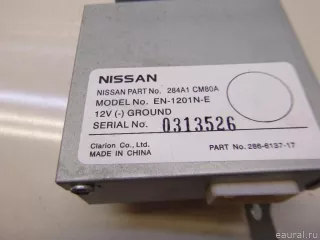 NISSAN
NISSAN PART No. 284A1 CM80A
MODEL No. EN-1201N-E
12V (-) GROUND
SERIAL No. 0313526
Clarion Co., Ltd.
MADE IN CHINA PART No. 286-6137-17
© eaural.ru